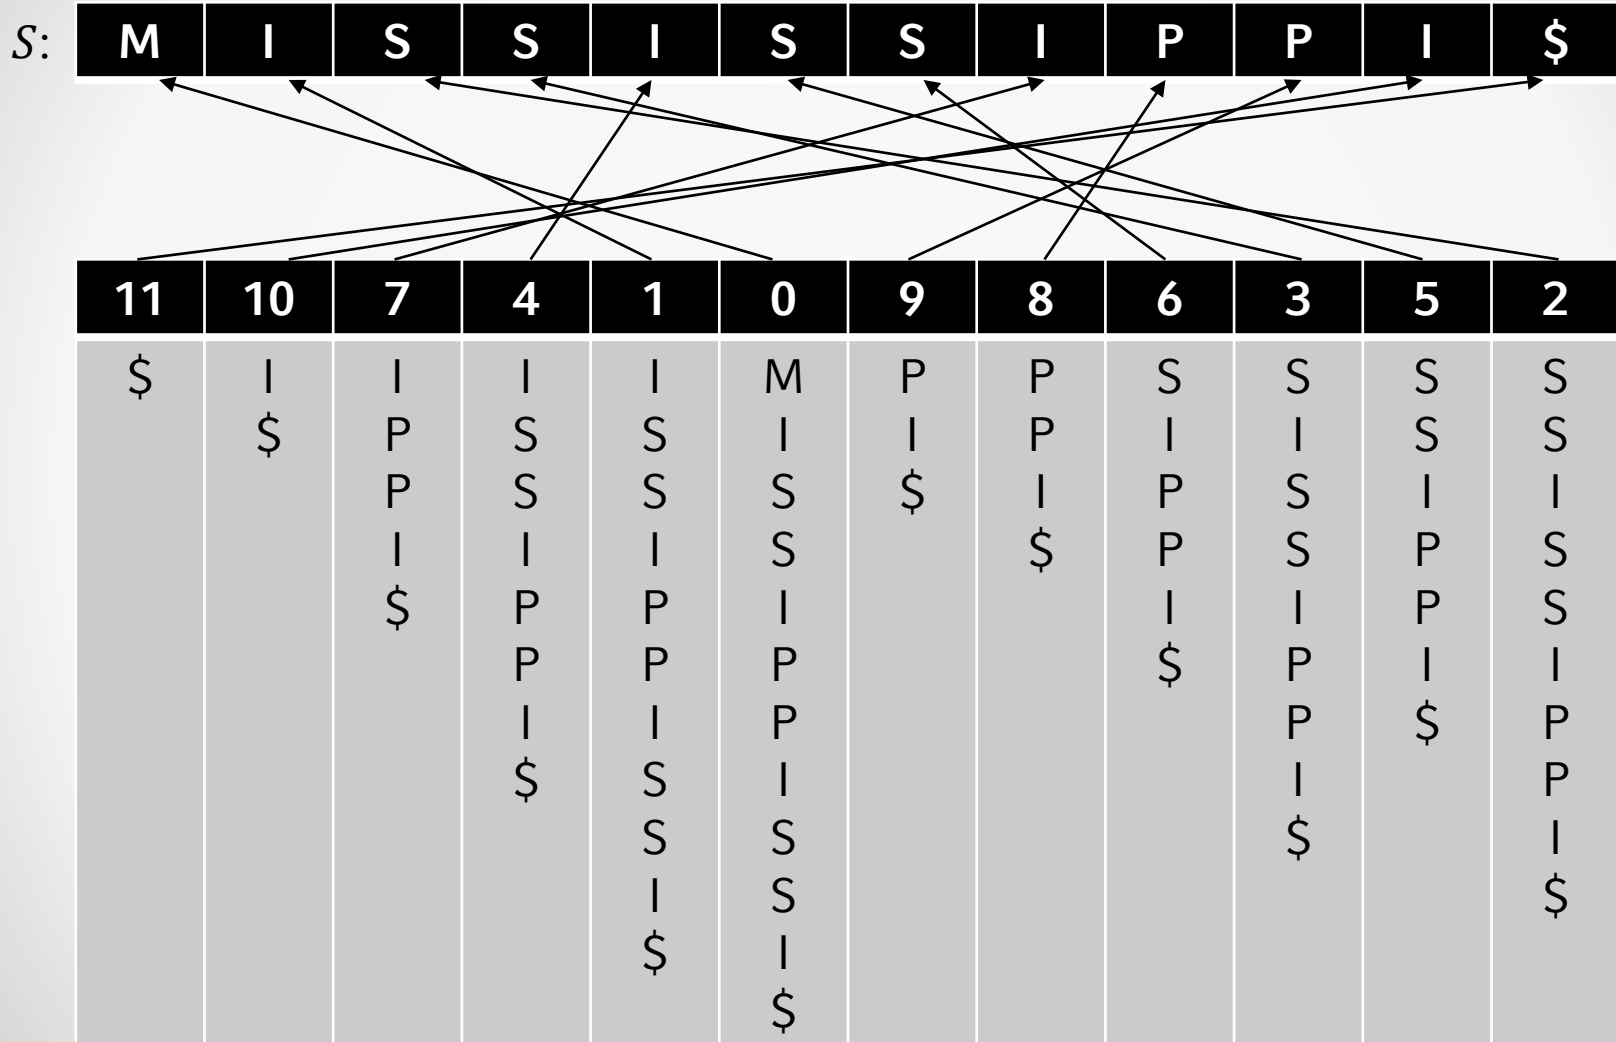 S: M I S S I S S I P P I $
11 10 7 4 1 0 9 8 6 3 5 2
$ I I I I M P P S S S S
$ P S S I I P I I S S
P S S S $ I P S I I
I I I S $ P S P S
$ P P I I I P S
P P P $ P I I
I I P P $ P
$ S I I P
S S $ I
I S $
$ I
$